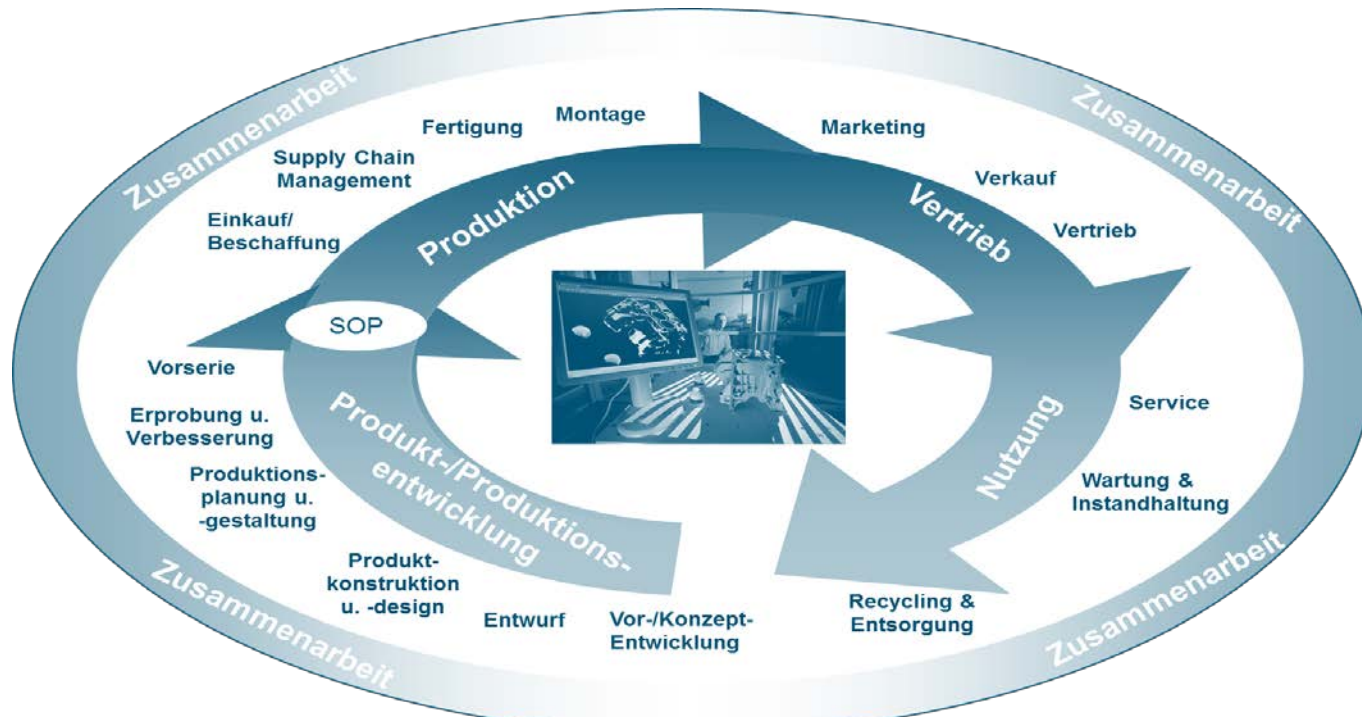 Zusammenarbeit
Zusammenarbeit
Fertigung
Montage
Marketing
Supply Chain
Management
Verkauf
Einkauf/
Beschaffung
Produktion
Vertrieb
Vertrieb
SOP
Vorserie
Erprobung u.
Verbesserung
Produkt-/Produktions-
entwicklung
Nutzung
Service
Produktions-
planung u.
-gestaltung
Wartung &
Instandhaltung
Produkt-
konstruktion
u. -design
Entwurf
Vor-/Konzept-
Entwicklung
Recycling &
Entsorgung
Zusammenarbeit
Zusammenarbeit